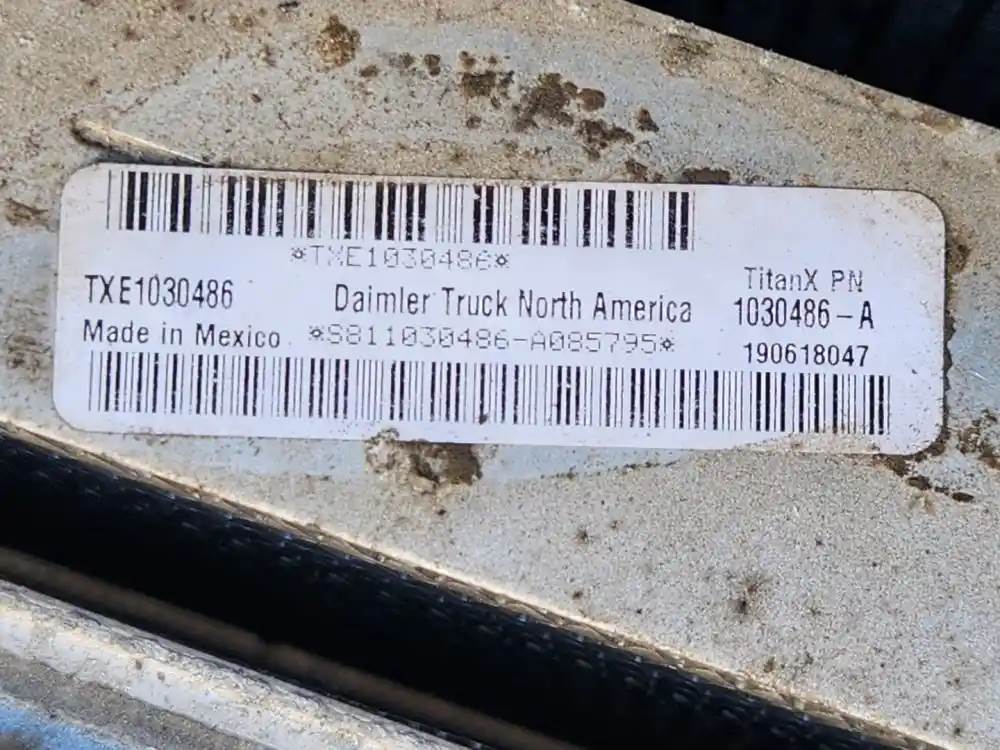 *TXE1030486*
TXE1030486 Daimler Truck North America TitanX PN 1030486-A
Made in Mexico *S811030486-A085795* 190618047